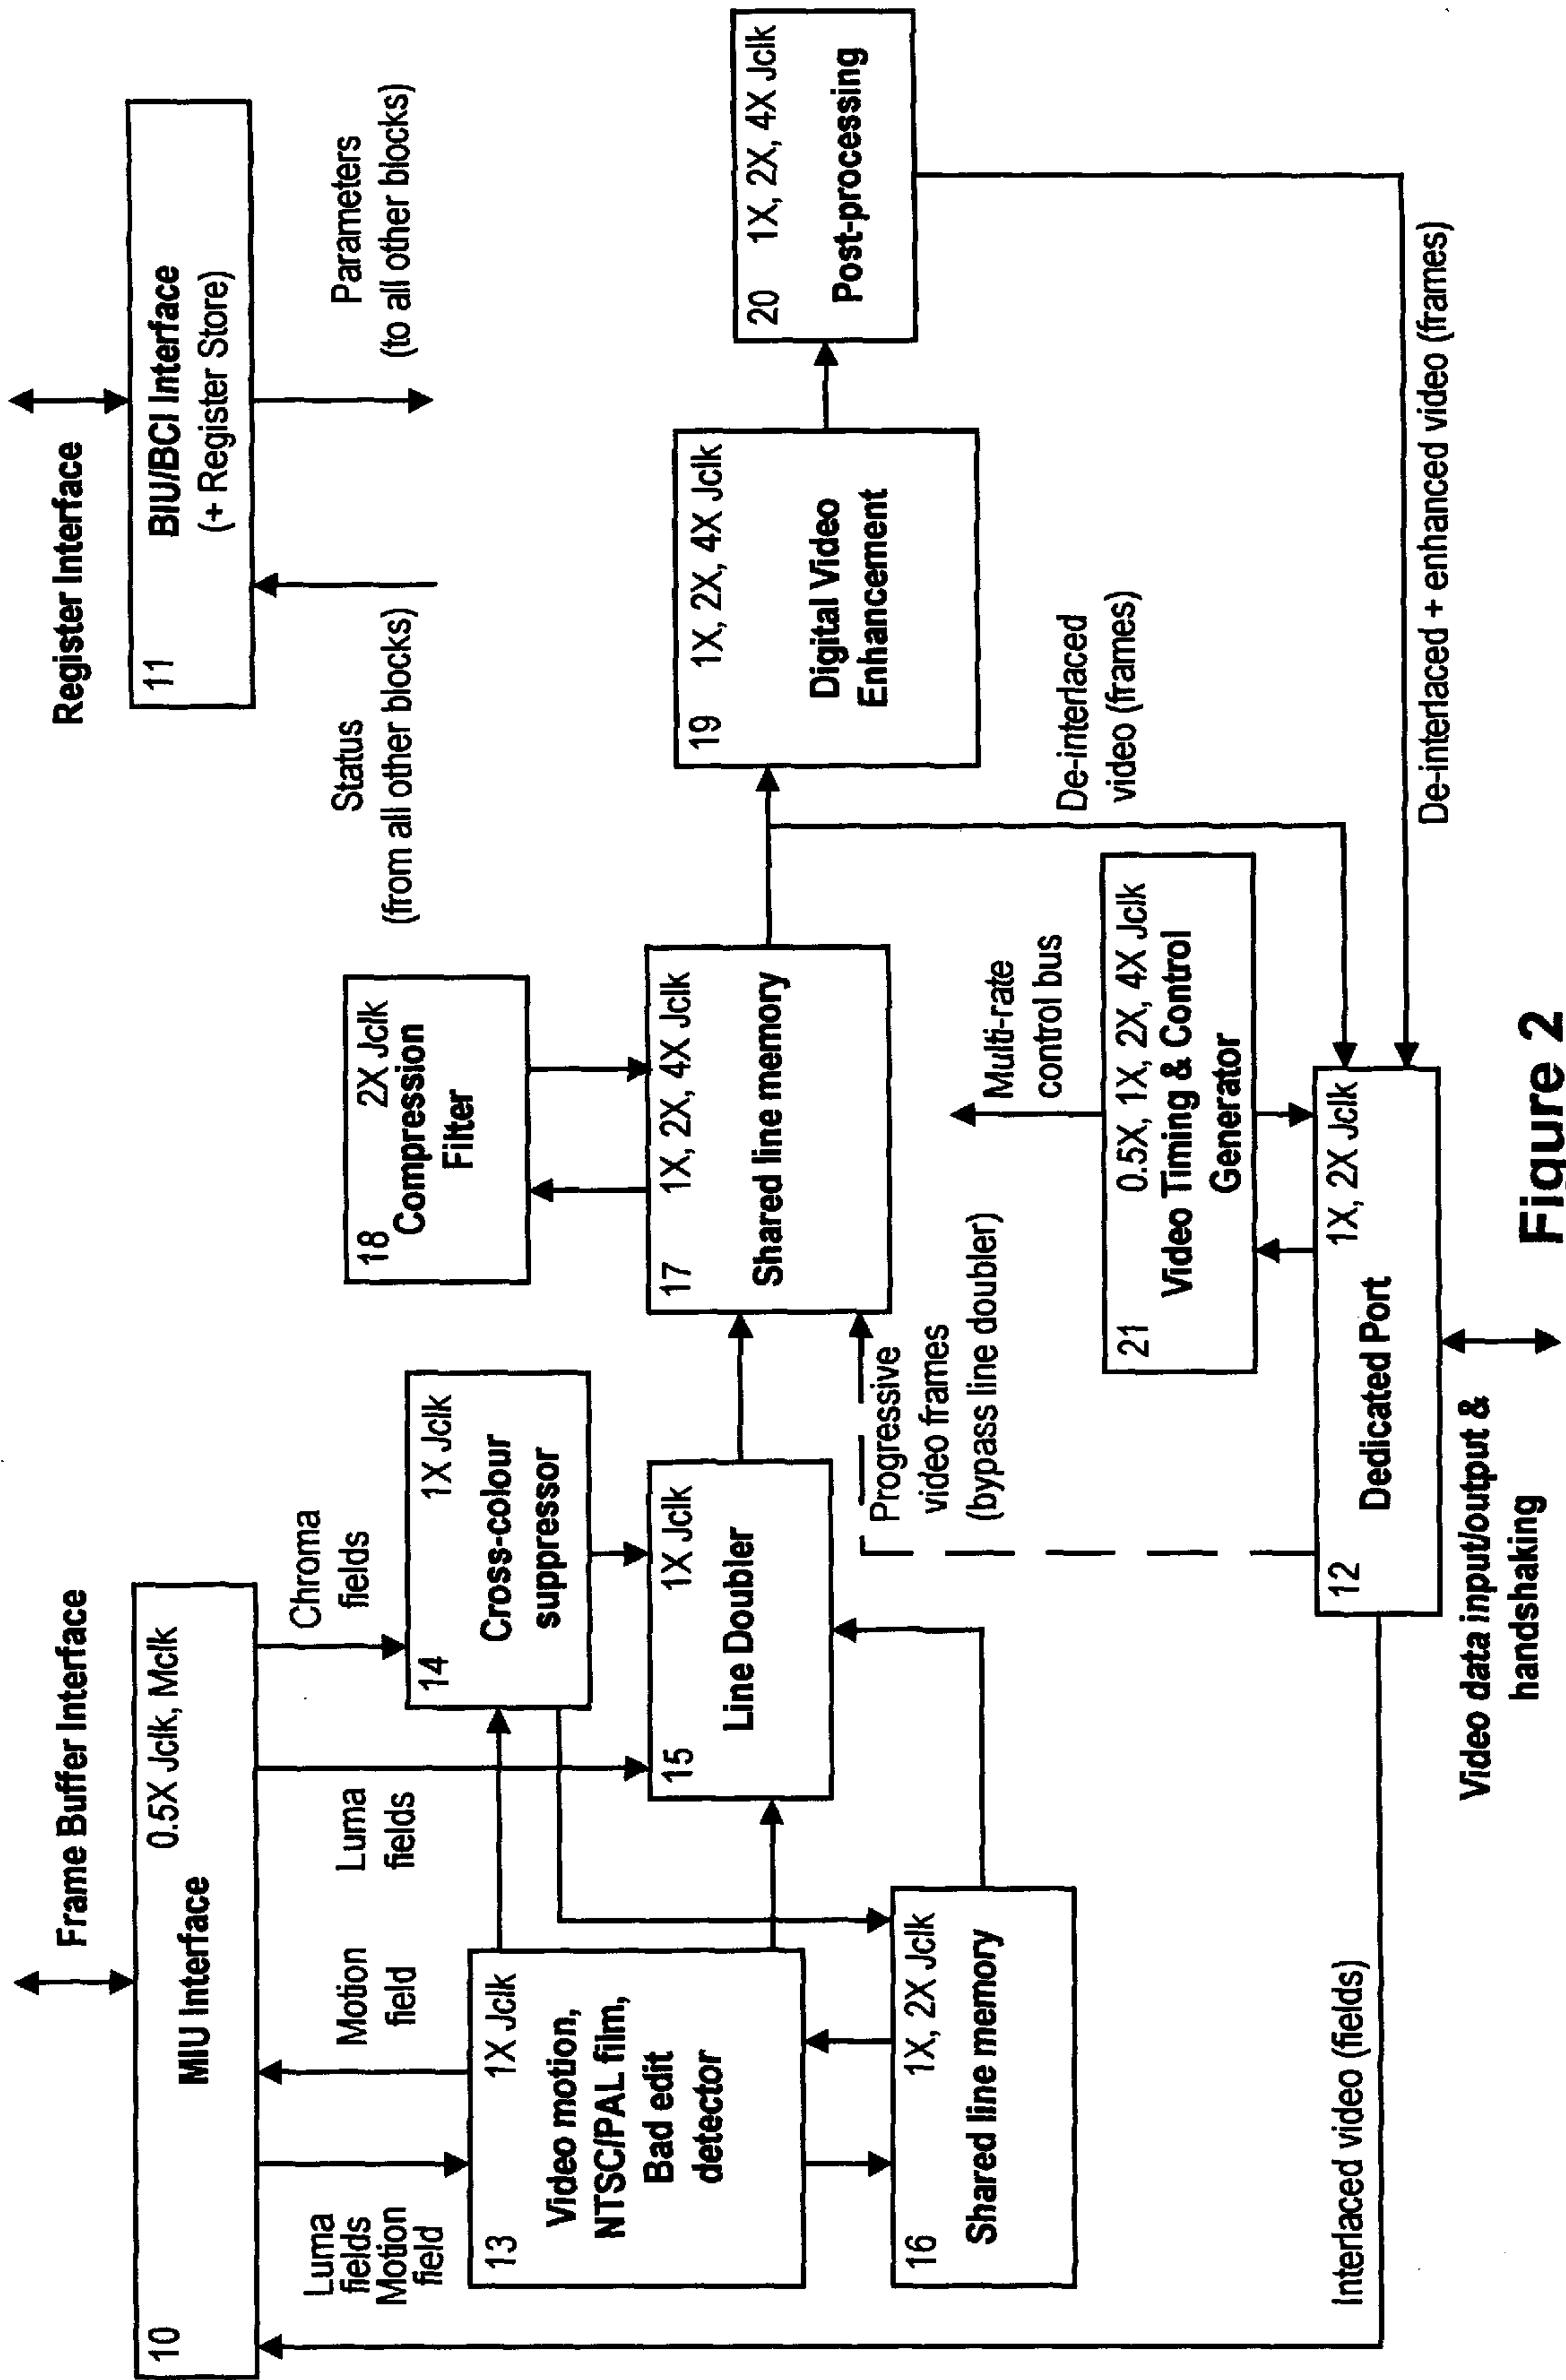 Frame Buffer Interface
10
MIU Interface
0.5X Jclk, Mclk
Register Interface
11
BIU/BCI Interface
(+ Register Store)
Luma
fields
Motion
field
Motion
field
Luma
fields
Chroma
fields
Status
(from all other blocks)
Parameters
(to all other blocks)
13
1X Jclk
Video motion,
NTSC/PAL film,
Bad edit
detector
14
1X Jclk
Cross-colour
suppressor
18
2X Jclk
Compression
Filter
15
1X Jclk
Line Doubler
17
1X, 2X, 4X Jclk
Shared line memory
19
1X, 2X, 4X Jclk
Digital Video
Enhancement
20
1X, 2X, 4X Jclk
Post-processing
16
1X, 2X Jclk
Shared line memory
Progressive
video frames
(bypass line doubler)
Multi-rate
control bus
De-interlaced
video (frames)
21
0.5X, 1X, 2X, 4X Jclk
Video Timing & Control
Generator
12
1X, 2X Jclk
Dedicated Port
Interlaced video (fields)
De-interlaced + enhanced video (frames)
Video data input/output &
handshaking
Figure 2